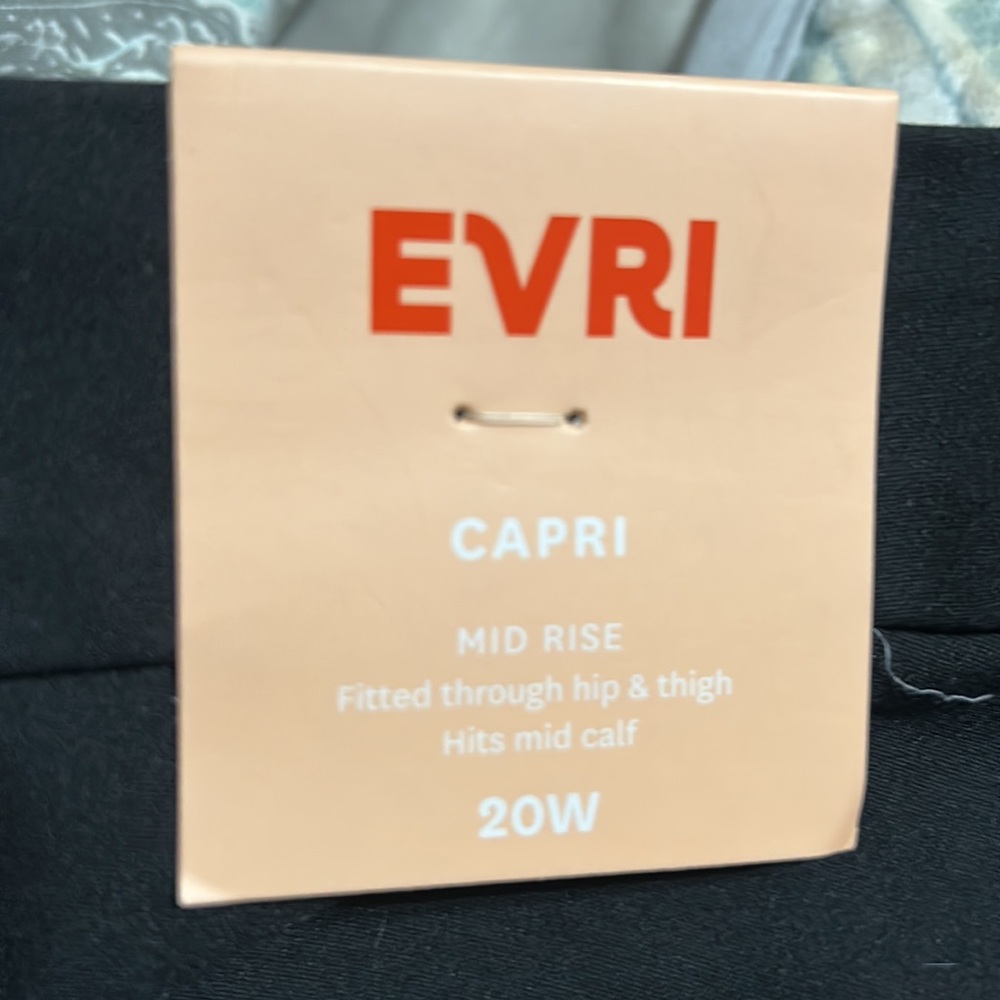 EVRI
CAPRI
MID RISE
Fitted through hip & thigh
Hits mid calf
20W